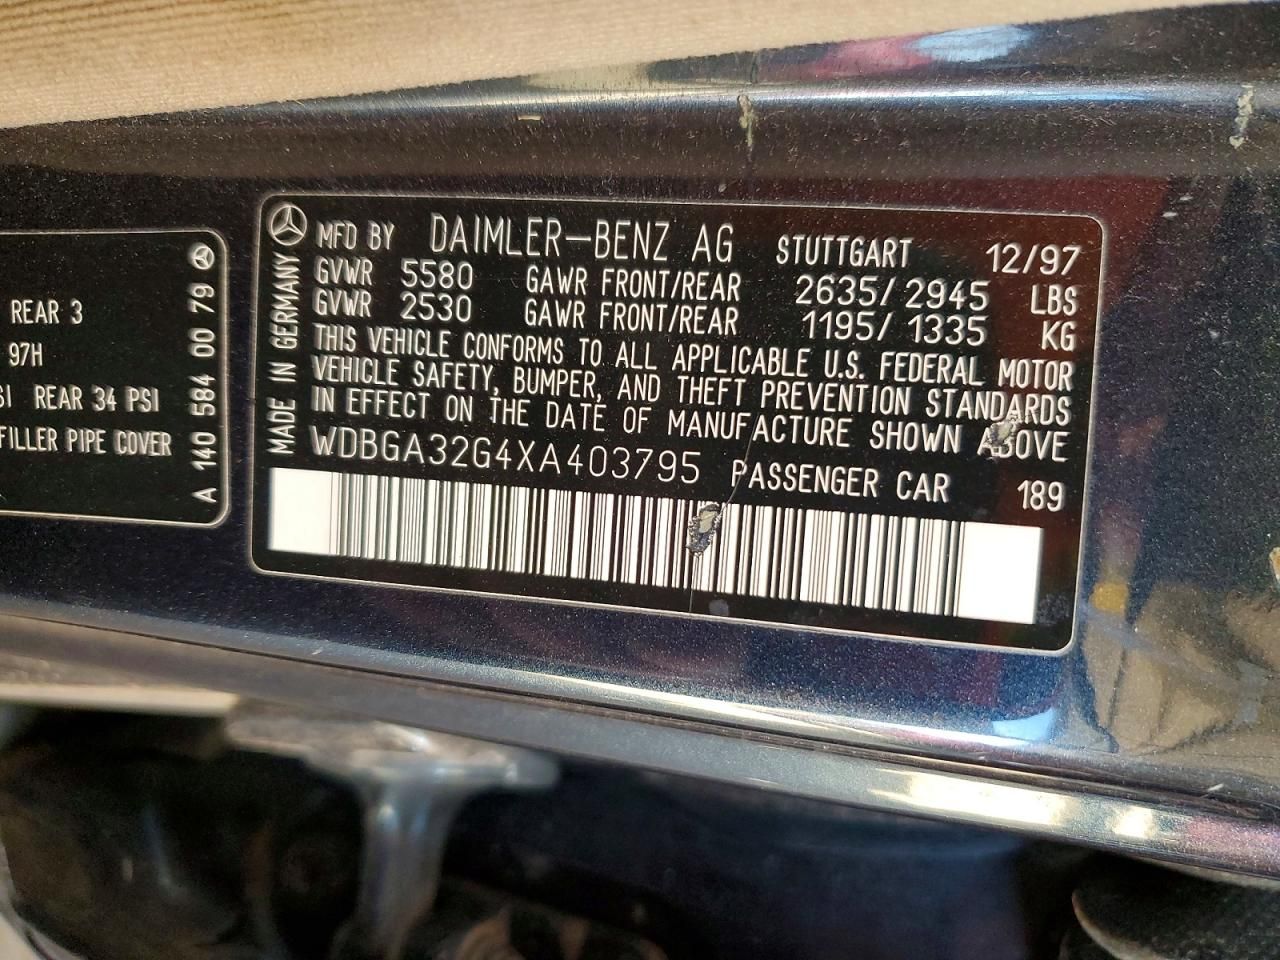 REAR 3
97H
SI REAR 34 PSI
FILLER PIPE COVER
A 140 584 00 79
MADE IN GERMANY
MFD BY DAIMLER-BENZ AG STUTTGART 12/97
GVWR 5580 GAWR FRONT/REAR 2635/2945 LBS
GVWR 2530 GAWR FRONT/REAR 1195/1335 KG
THIS VEHICLE CONFORMS TO ALL APPLICABLE U.S. FEDERAL MOTOR
VEHICLE SAFETY, BUMPER, AND THEFT PREVENTION STANDARDS
IN EFFECT ON THE DATE OF MANUFACTURE SHOWN ABOVE
WDBGA32G4XA403795 PASSENGER CAR 189